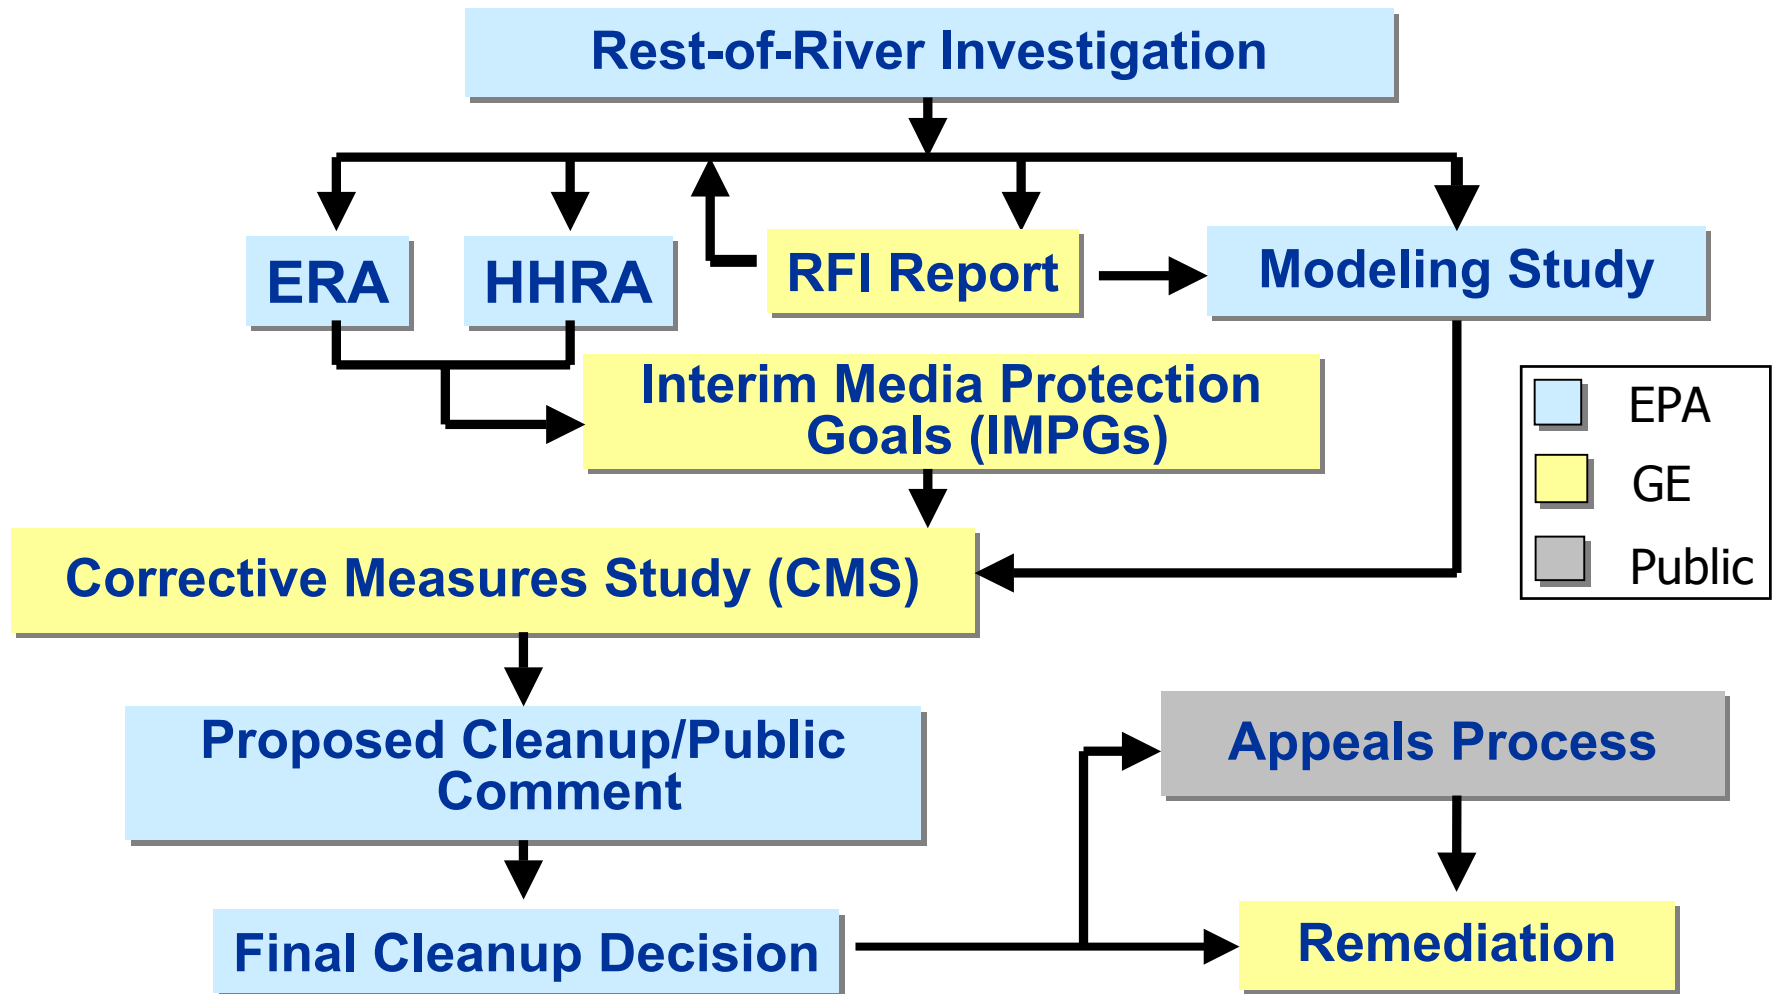 Rest-of-River Investigation
ERA
HHRA
RFI Report
Modeling Study
Interim Media Protection
Goals (IMPGs)
EPA
GE
Public
Corrective Measures Study (CMS)
Proposed Cleanup/Public
Comment
Appeals Process
Final Cleanup Decision
Remediation